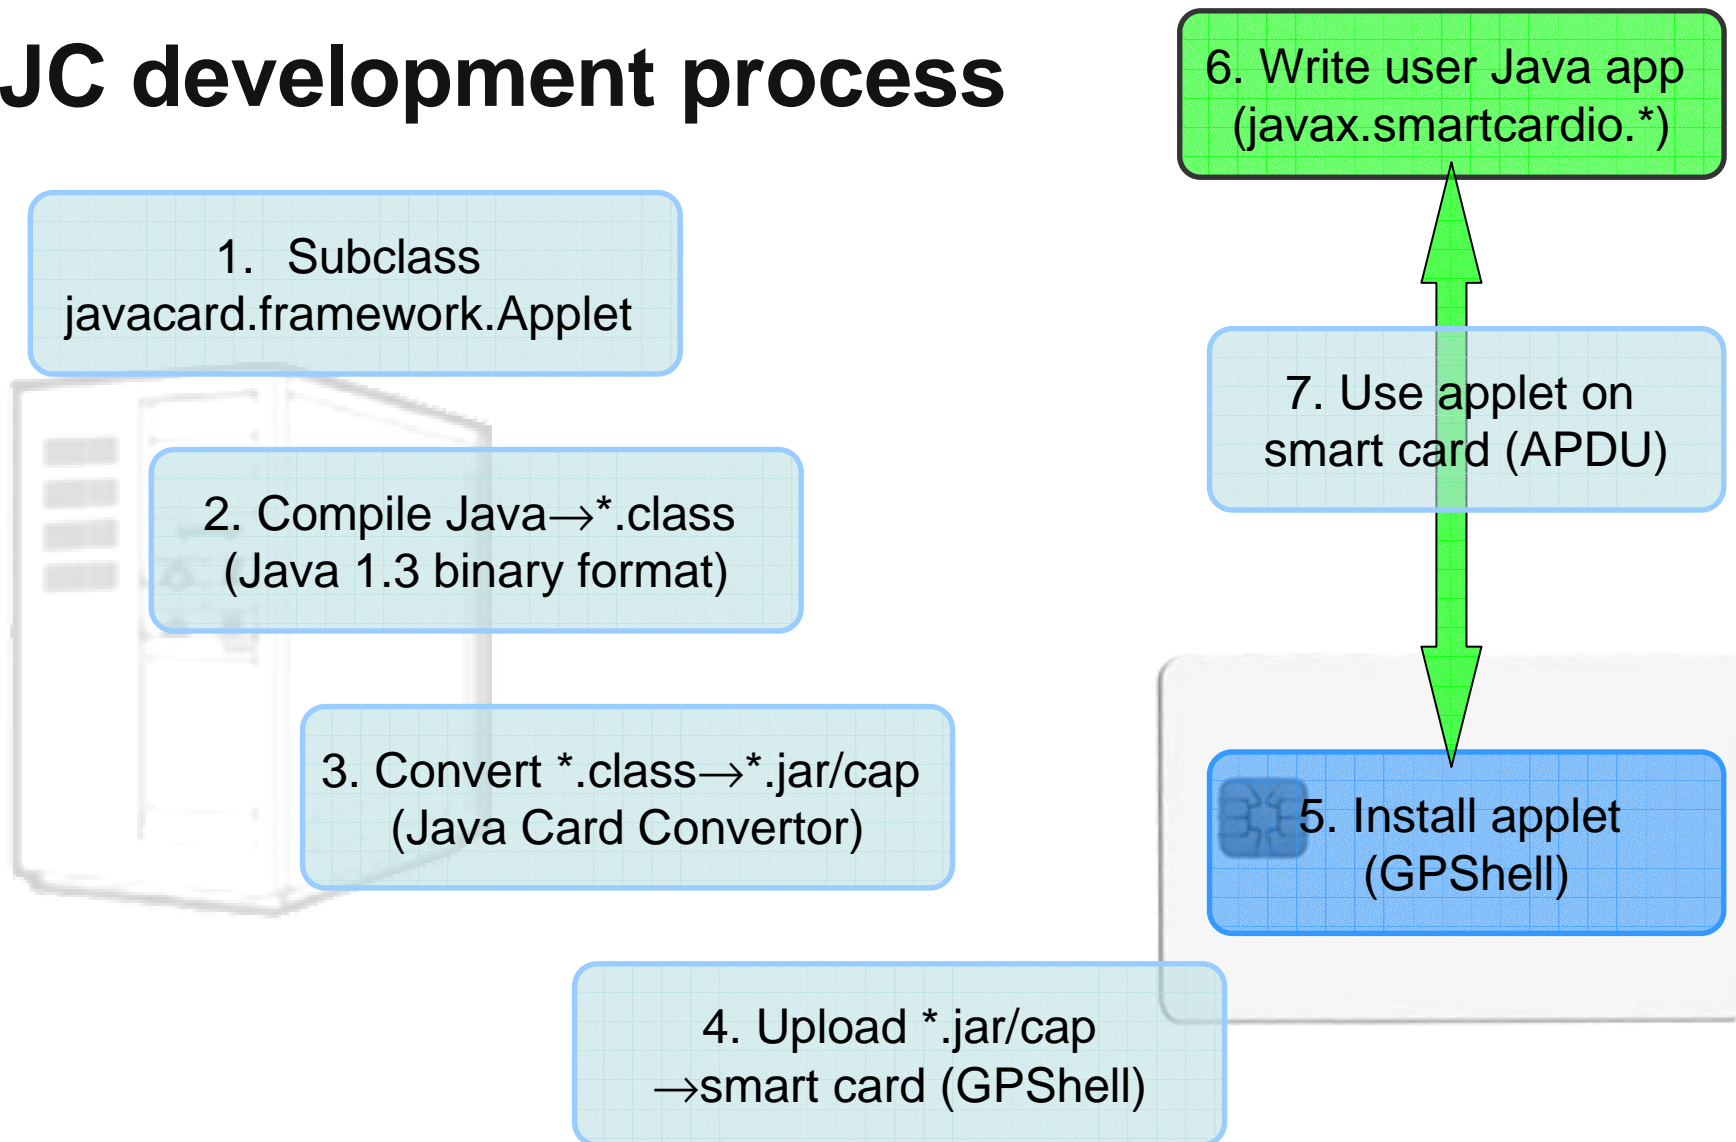 JC development process
1. Subclass
javacard.framework.Applet
2. Compile Java→*.class
(Java 1.3 binary format)
3. Convert *.class→*.jar/cap
(Java Card Convertor)
4. Upload *.jar/cap
→smart card (GPShell)
5. Install applet
(GPShell)
6. Write user Java app
(javax.smartcardio.*)
7. Use applet on
smart card (APDU)